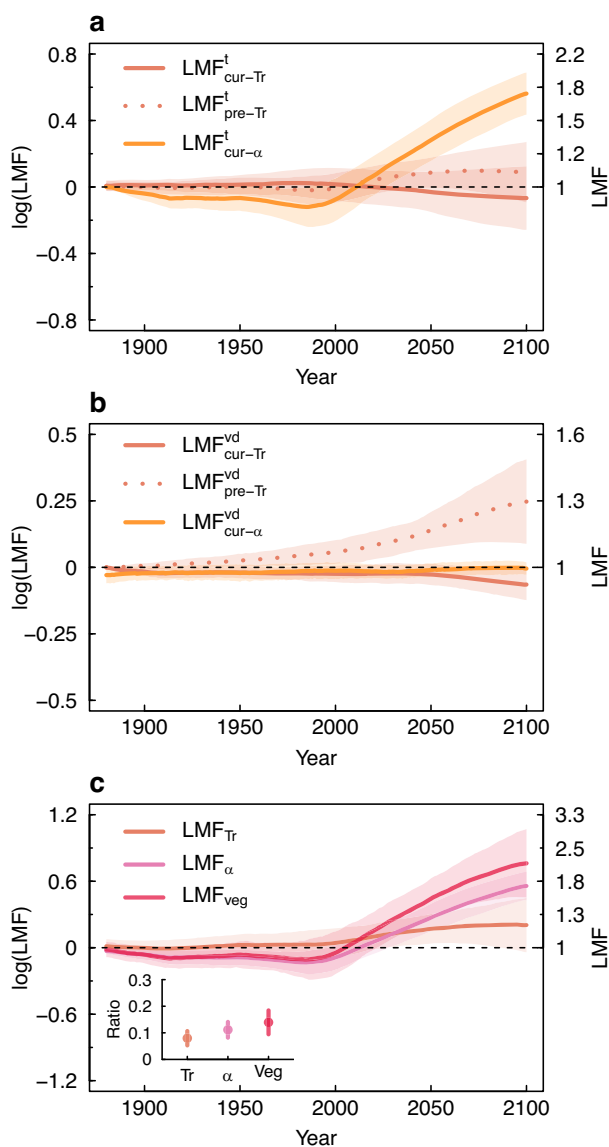 a
0.8
0.4
0
−0.4
−0.8
log(LMF)
LMF^t_cur−Tr
LMF^t_pre−Tr
LMF^t_cur−α
2.2
1.8
1.5
1.2
1
LMF
1900 1950 2000 2050 2100
Year
b
0.5
0.25
0
−0.25
−0.5
log(LMF)
LMF^vd_cur−Tr
LMF^vd_pre−Tr
LMF^vd_cur−α
1.6
1.3
1
LMF
1900 1950 2000 2050 2100
Year
c
1.2
0.6
0
−0.6
−1.2
log(LMF)
LMF_Tr
LMF_α
LMF_veg
3.3
2.5
1.8
1.3
1
LMF
0.3
0.2
0.1
0
Ratio
Tr α Veg
1900 1950 2000 2050 2100
Year